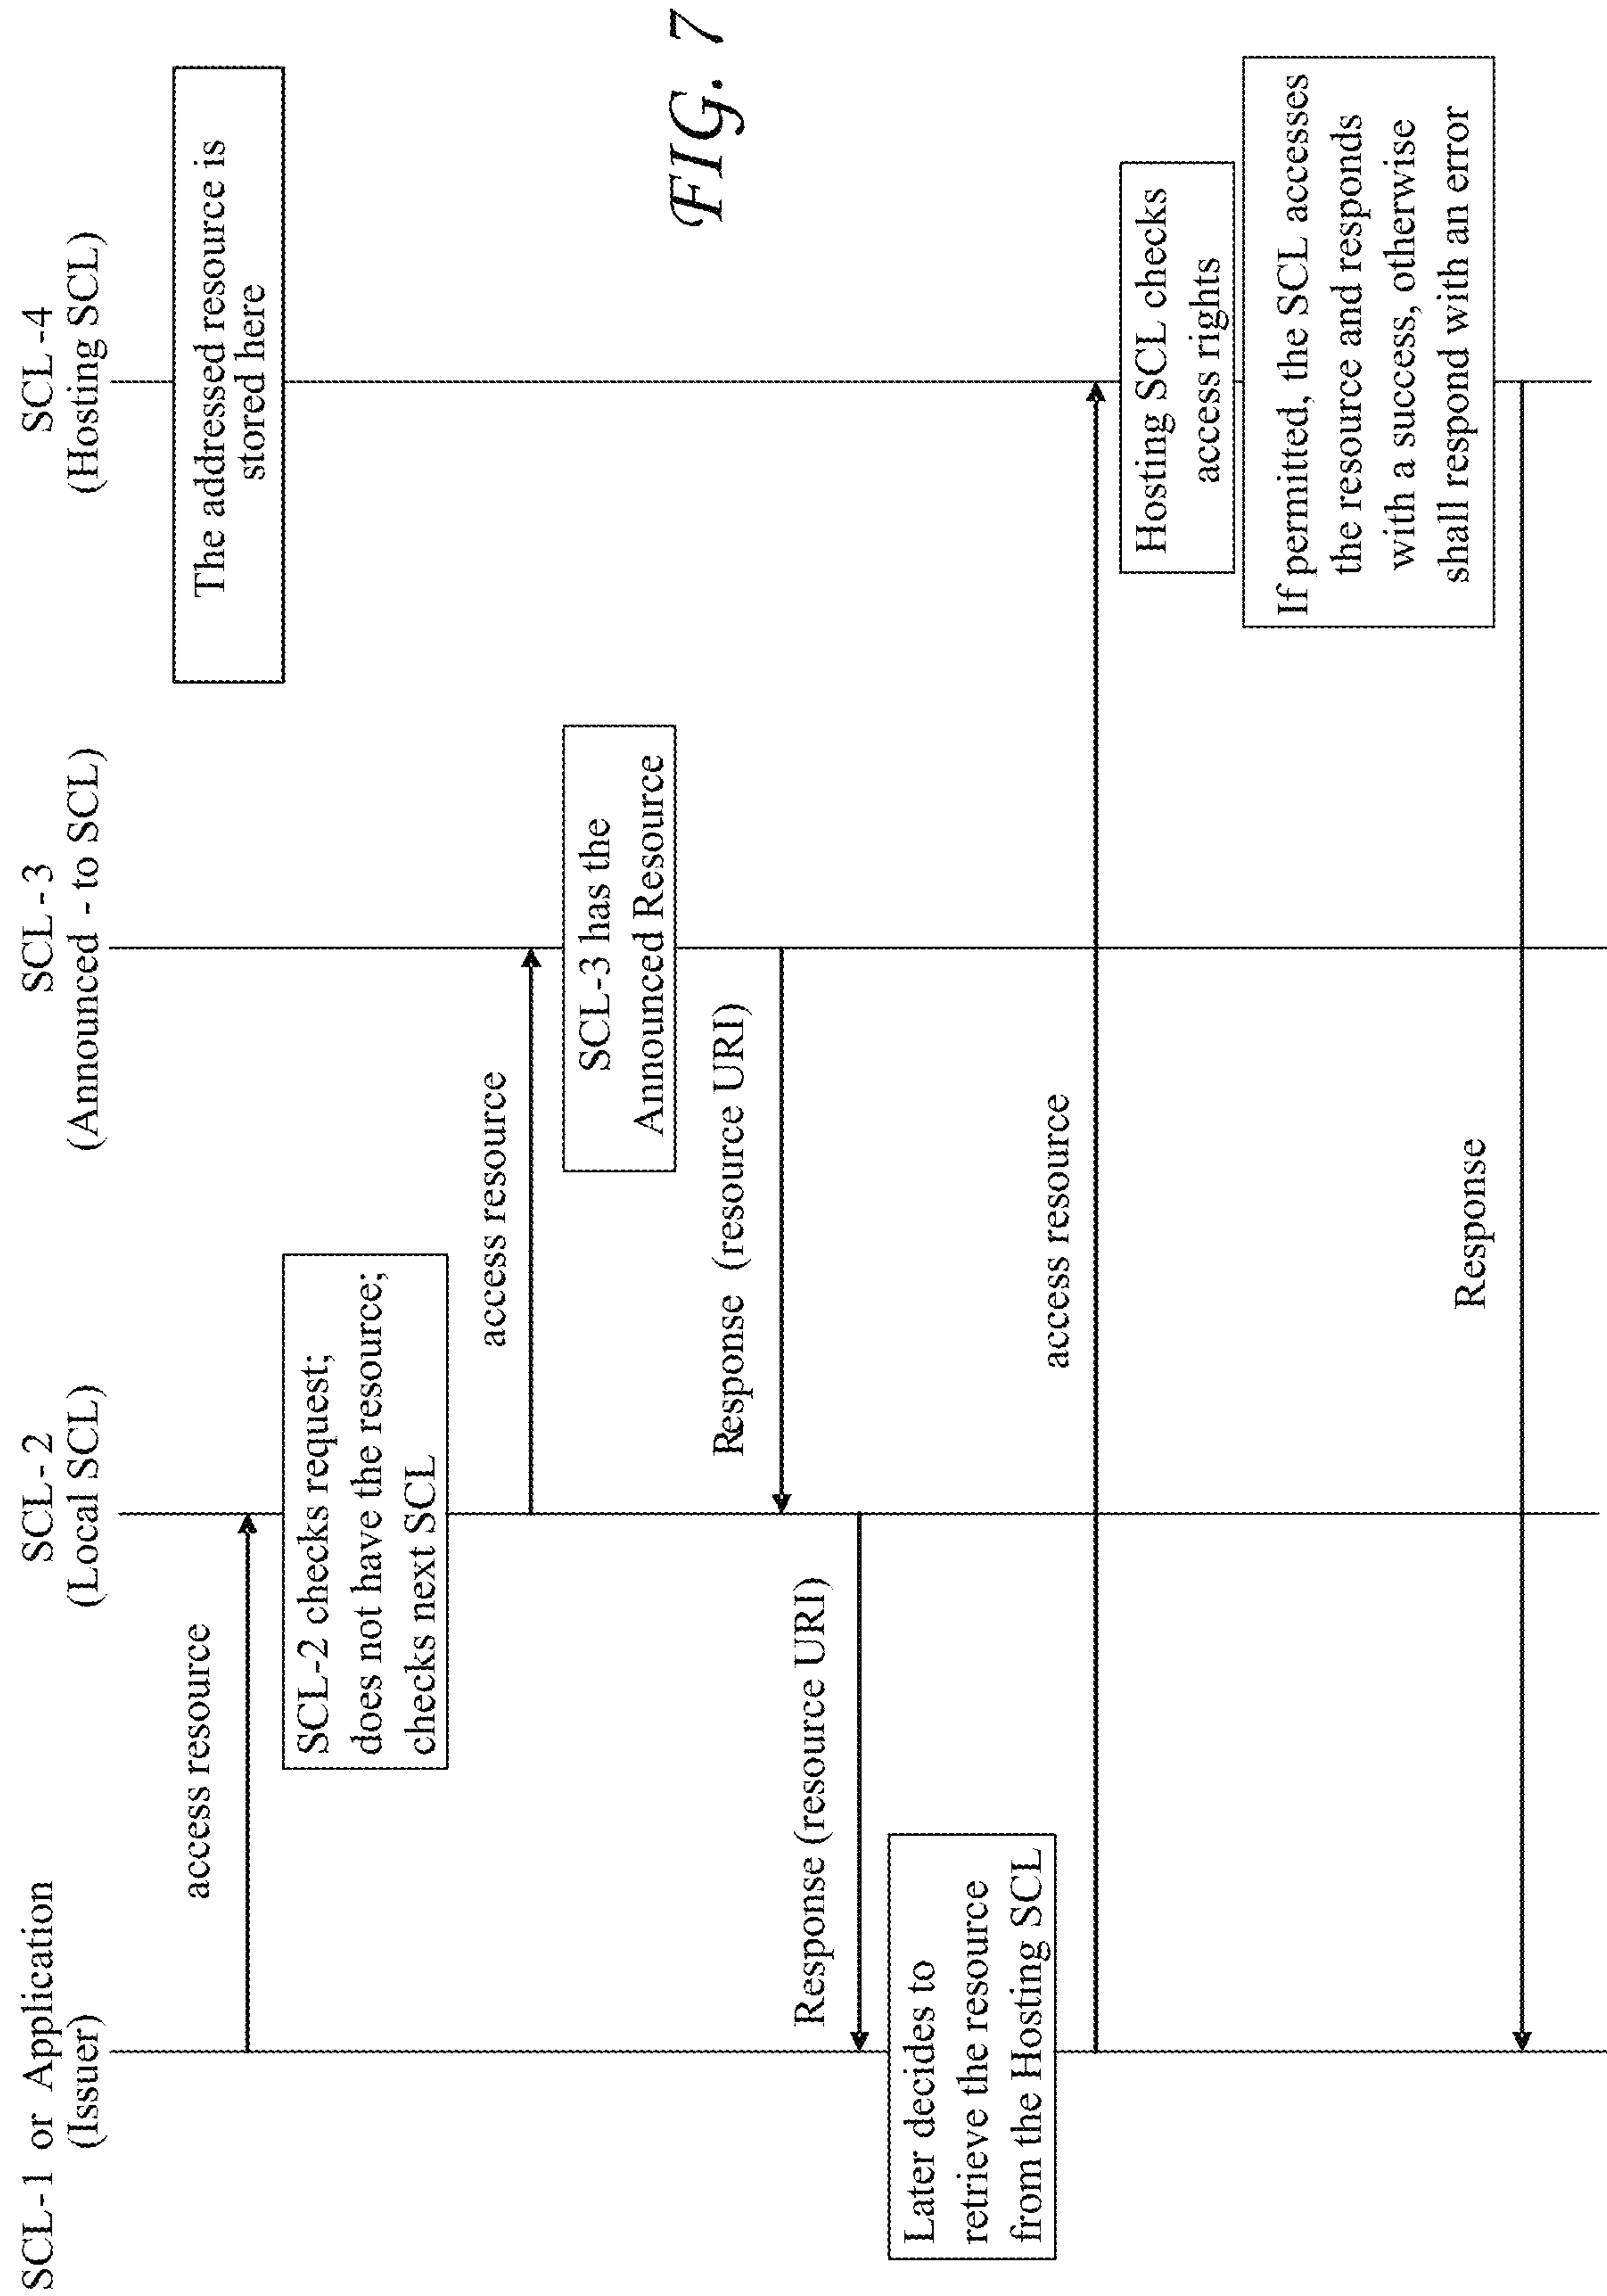 SCL-1 or Application
(Issuer)
SCL-2
(Local SCL)
SCL-3
(Announced - to SCL)
SCL-4
(Hosting SCL)
The addressed resource is
stored here
access resource
SCL-2 checks request;
does not have the resource;
checks next SCL
access resource
SCL-3 has the
Announced Resource
Response (resource URI)
Response (resource URI)
Later decides to
retrieve the resource
from the Hosting SCL
access resource
Hosting SCL checks
access rights
If permitted, the SCL accesses
the resource and responds
with a success, otherwise
shall respond with an error
Response
FIG. 7